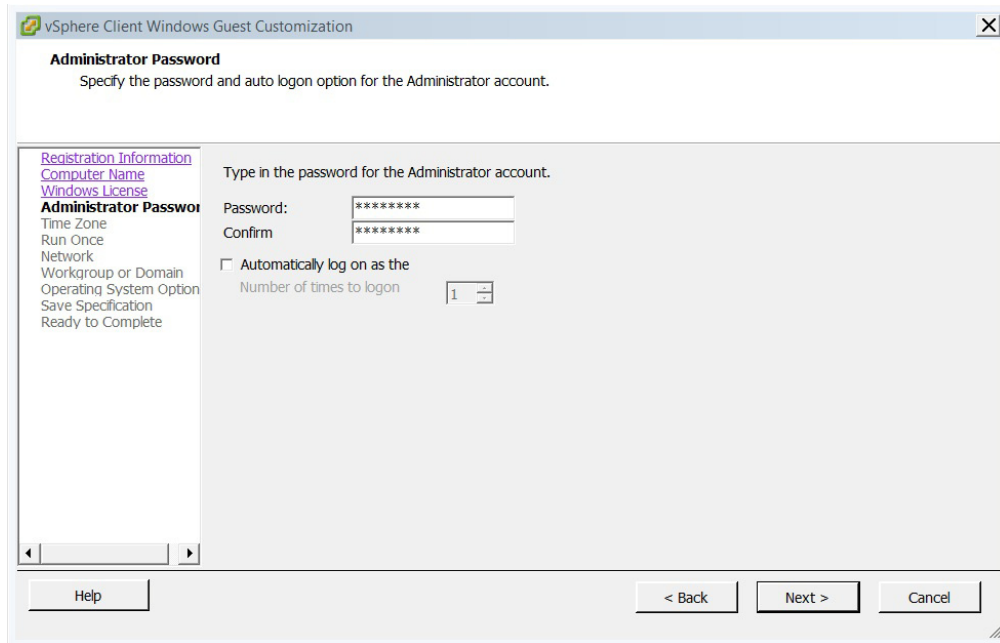 vSphere Client Windows Guest Customization
Administrator Password
Specify the password and auto logon option for the Administrator account.
Registration Information
Computer Name
Windows License
Administrator Passwor
Time Zone
Run Once
Network
Workgroup or Domain
Operating System Option
Save Specification
Ready to Complete
Type in the password for the Administrator account.
Password: ********
Confirm ********
Automatically log on as the
Number of times to logon 1
Help
< Back
Next >
Cancel